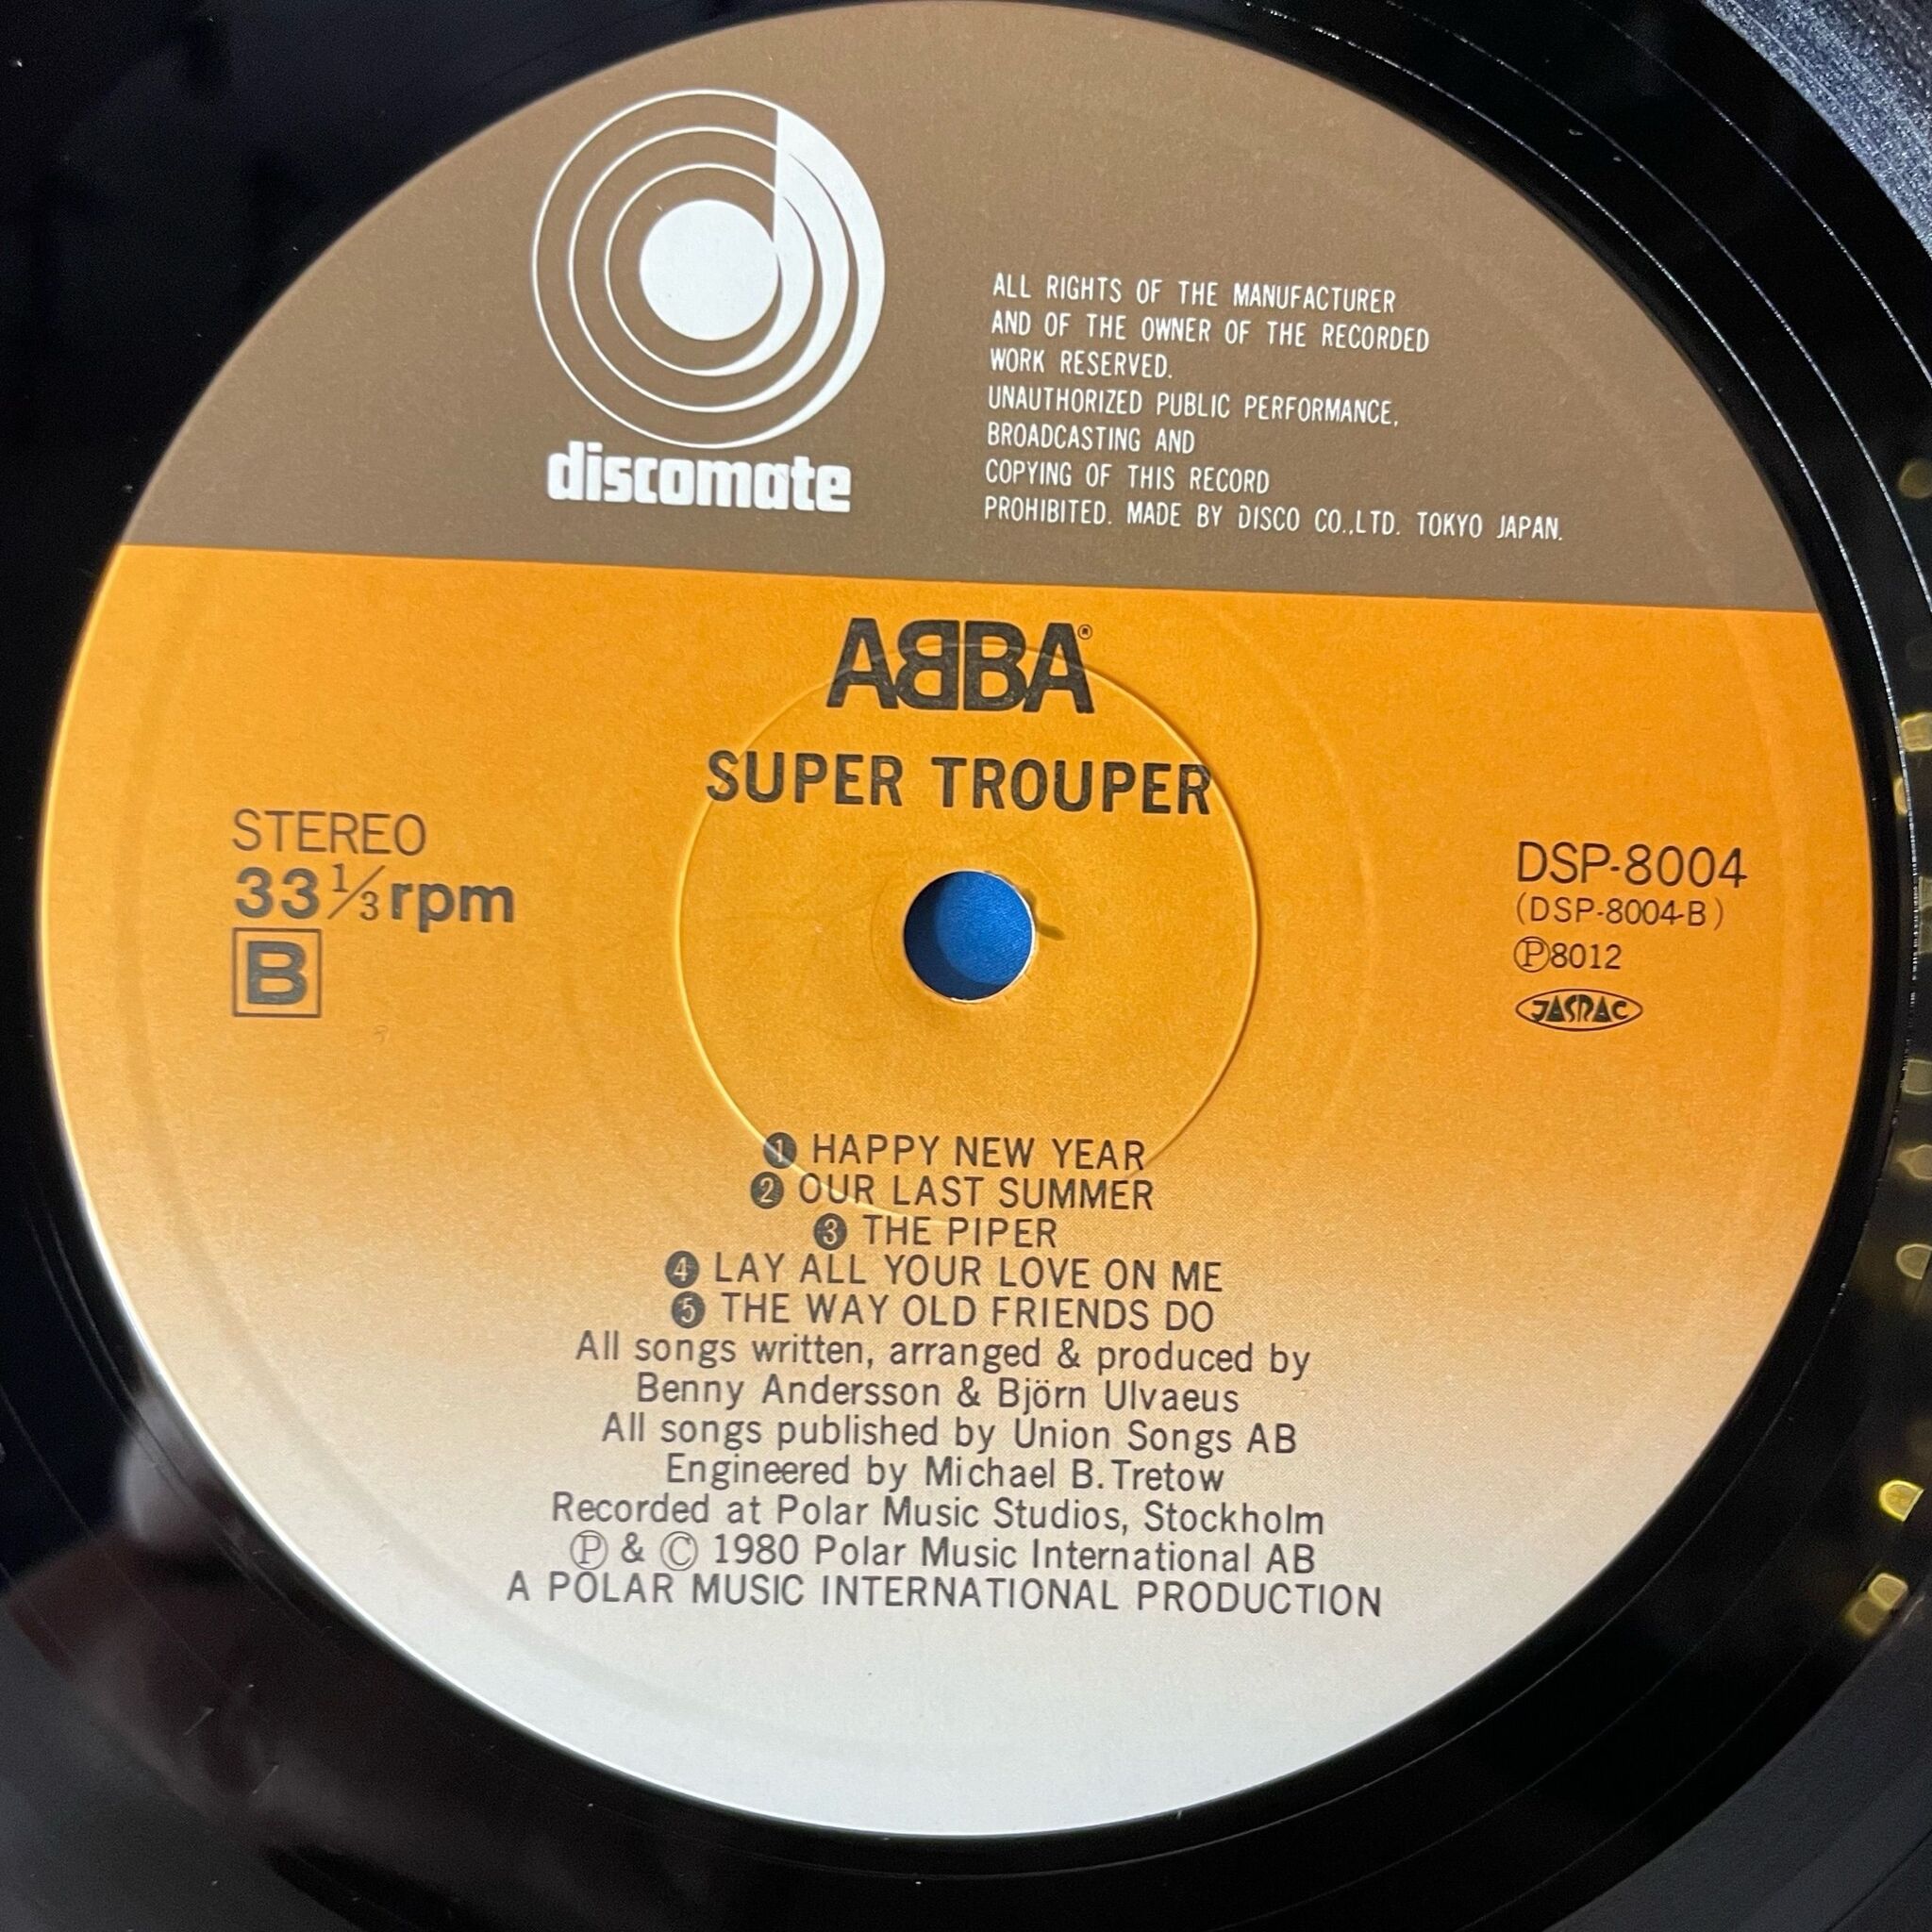 discomate
ALL RIGHTS OF THE MANUFACTURER
AND OF THE OWNER OF THE RECORDED
WORK RESERVED.
UNAUTHORIZED PUBLIC PERFORMANCE,
BROADCASTING AND
COPYING OF THIS RECORD
PROHIBITED. MADE BY DISCO CO.,LTD. TOKYO JAPAN.
ABBA®
SUPER TROUPER
STEREO
33 1/3 rpm
B
DSP-8004
(DSP-8004-B)
Ⓟ8012
JASRAC
❶ HAPPY NEW YEAR
❷ OUR LAST SUMMER
❸ THE PIPER
❹ LAY ALL YOUR LOVE ON ME
❺ THE WAY OLD FRIENDS DO
All songs written, arranged & produced by
Benny Andersson & Björn Ulvaeus
All songs published by Union Songs AB
Engineered by Michael B. Tretow
Recorded at Polar Music Studios, Stockholm
Ⓟ & Ⓒ 1980 Polar Music International AB
A POLAR MUSIC INTERNATIONAL PRODUCTION